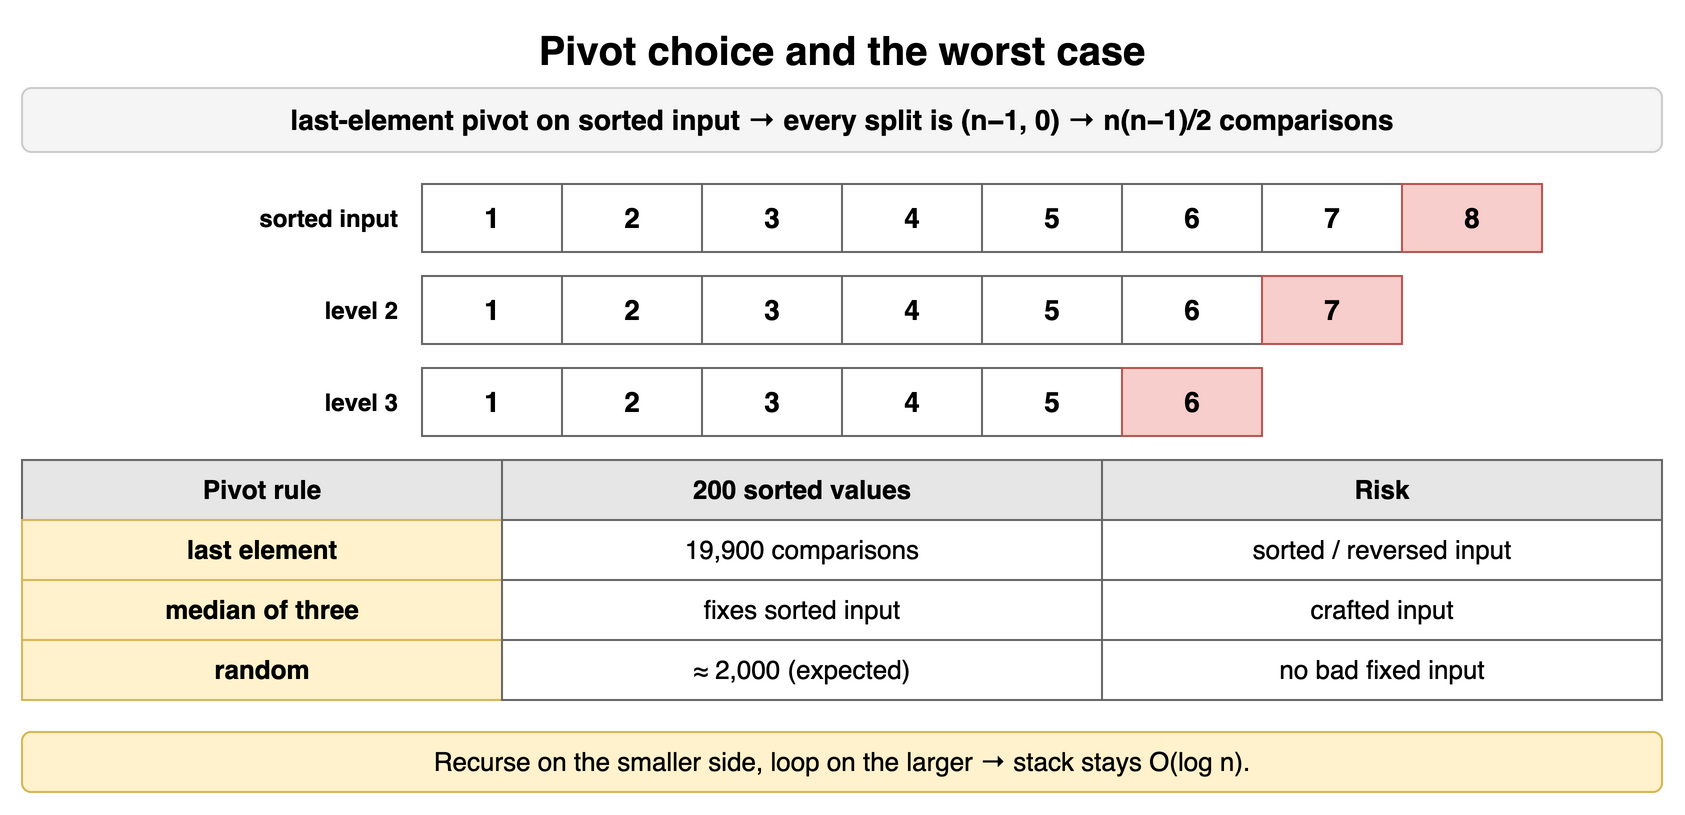 Pivot choice and the worst case
last-element pivot on sorted input → every split is (n−1, 0) → n(n−1)/2 comparisons
sorted input 1 2 3 4 5 6 7 8
level 2 1 2 3 4 5 6 7
level 3 1 2 3 4 5 6
Pivot rule 200 sorted values Risk
last element 19,900 comparisons sorted / reversed input
median of three fixes sorted input crafted input
random ≈ 2,000 (expected) no bad fixed input
Recurse on the smaller side, loop on the larger → stack stays O(log n).